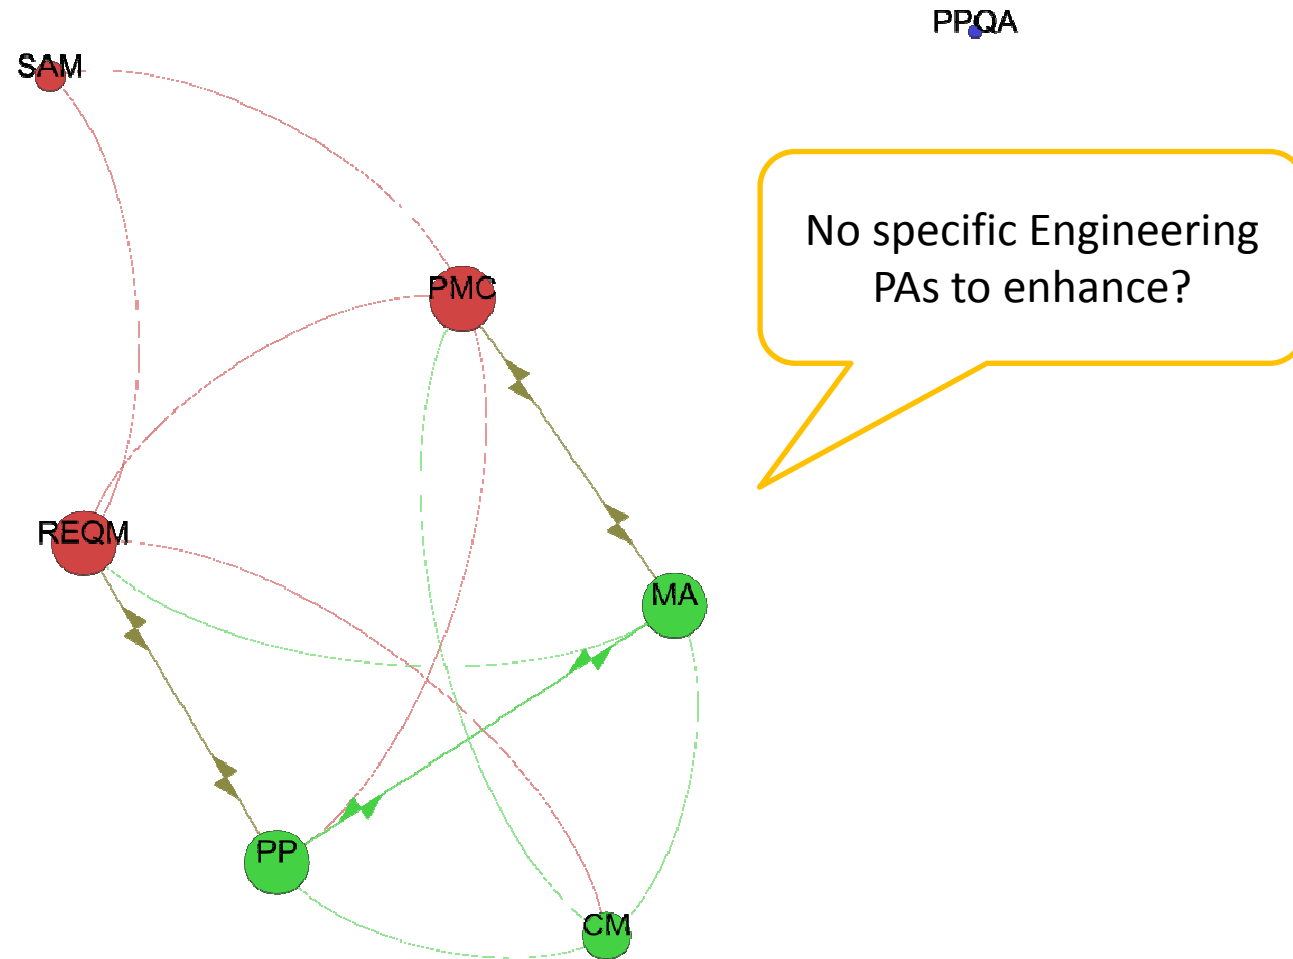 PPQA
SAM
No specific Engineering
PAs to enhance?
PMC
REQM
MA
PP
CM